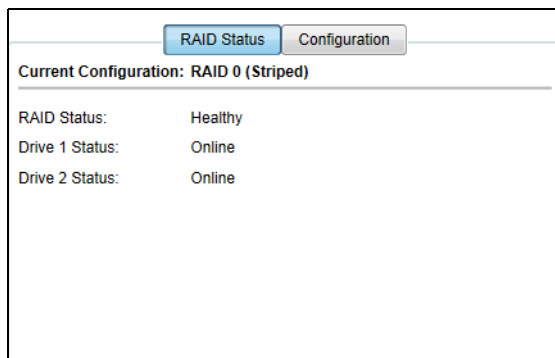 RAID Status Configuration
Current Configuration: RAID 0 (Striped)
RAID Status: Healthy
Drive 1 Status: Online
Drive 2 Status: Online